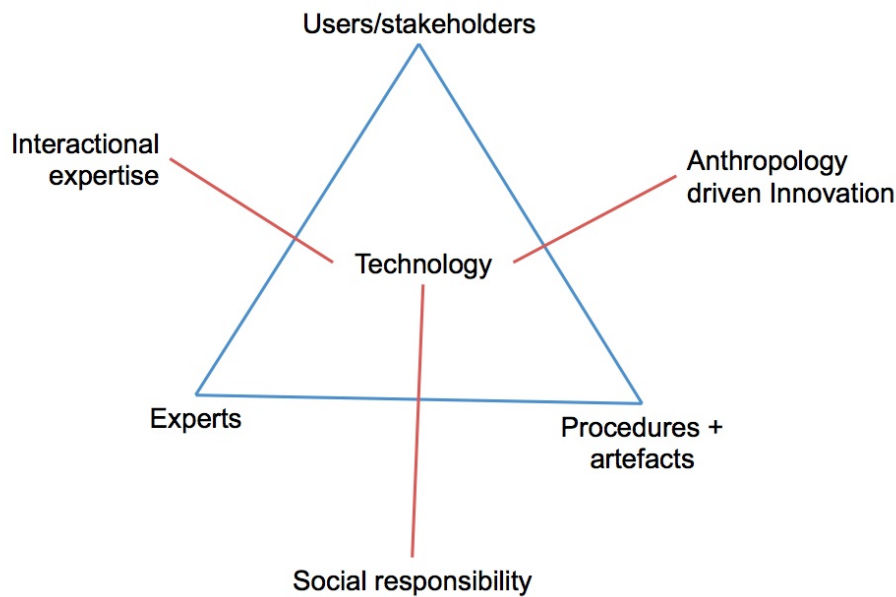 Users/stakeholders
Interactional
expertise
Anthropology
driven Innovation
Technology
Experts
Procedures +
artefacts
Social responsibility